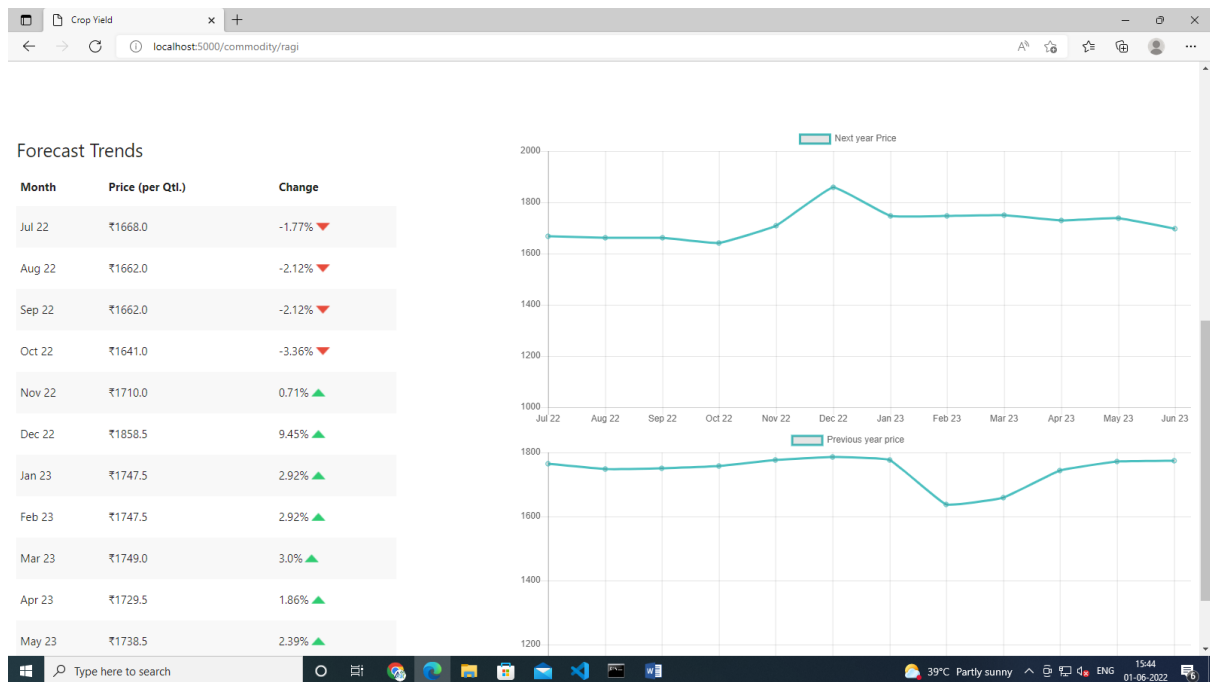 Crop Yield
localhost:5000/commodity/ragi
Forecast Trends
Month Price (per Qtl.) Change
Jul 22 ₹1668.0 -1.77%
Aug 22 ₹1662.0 -2.12%
Sep 22 ₹1662.0 -2.12%
Oct 22 ₹1641.0 -3.36%
Nov 22 ₹1710.0 0.71%
Dec 22 ₹1858.5 9.45%
Jan 23 ₹1747.5 2.92%
Feb 23 ₹1747.5 2.92%
Mar 23 ₹1749.0 3.0%
Apr 23 ₹1729.5 1.86%
May 23 ₹1738.5 2.39%
Next year Price
2000
1800
1600
1400
1200
1000
Jul 22 Aug 22 Sep 22 Oct 22 Nov 22 Dec 22 Jan 23 Feb 23 Mar 23 Apr 23 May 23 Jun 23
Previous year price
1800
1600
1400
1200
Type here to search
39°C Partly sunny
ENG
15:44
01-06-2022
6